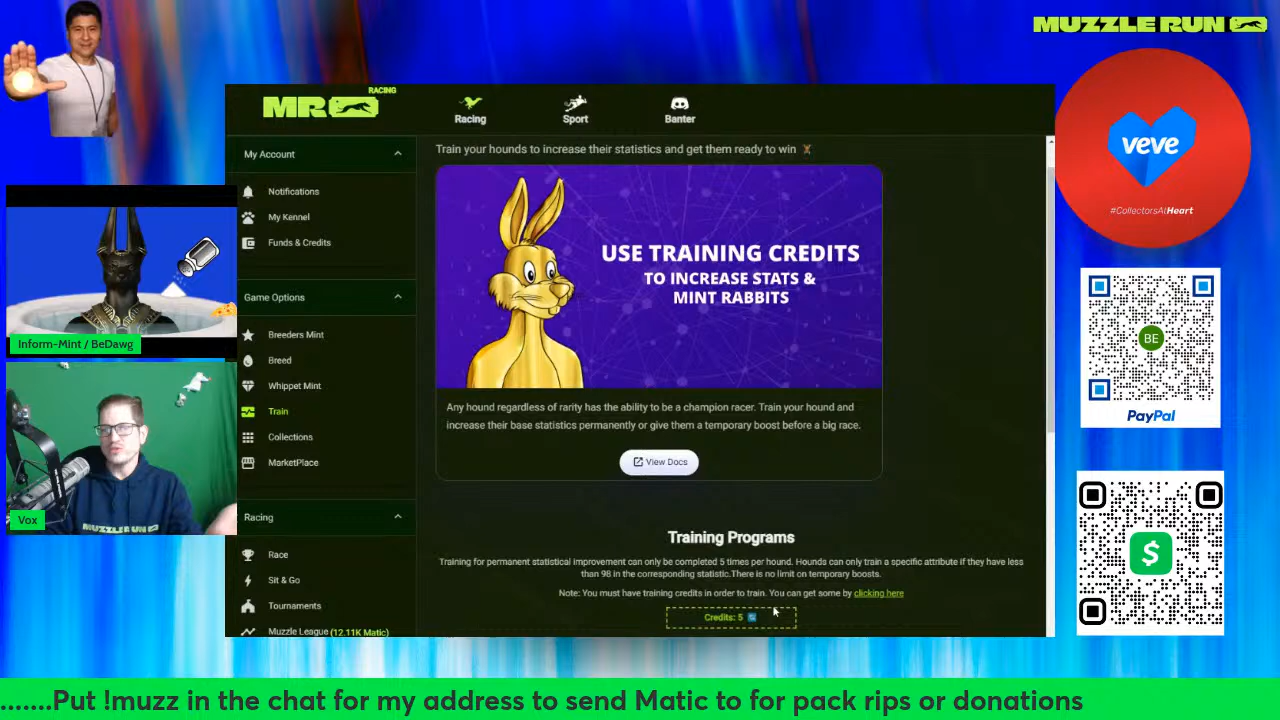 MUZZLE RUN
RACING
MR
Racing
Sport
Banter
My Account
Notifications
My Kennel
Funds & Credits
Game Options
Breeders Mint
Breed
Whippet Mint
Train
Collections
MarketPlace
Racing
Race
Sit & Go
Tournaments
Muzzle League (12.11K Matic)
Train your hounds to increase their statistics and get them ready to win
USE TRAINING CREDITS
TO INCREASE STATS &
MINT RABBITS
Any hound regardless of rarity has the ability to be a champion racer. Train your hound and
increase their base statistics permanently or give them a temporary boost before a big race.
View Docs
Training Programs
Training for permanent statistical improvement can only be completed 5 times per hound. Hounds can only train a specific attribute if they have less
than 98 in the corresponding statistic.There is no limit on temporary boosts.
Note: You must have training credits in order to train. You can get some by clicking here
Credits: 5
Inform-Mint / BeDawg
Vox
MUZZLE RUN
veve
#CollectorsAtHeart
BE
PayPal
$
.......Put !muzz in the chat for my address to send Matic to for pack rips or donations